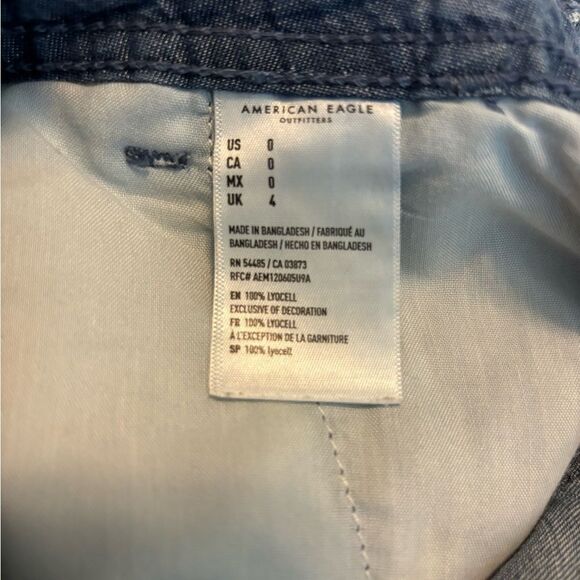 AMERICAN EAGLE
OUTFITTERS
US 0
CA 0
MX 0
UK 4
MADE IN BANGLADESH / FABRIQUÉ AU
BANGLADESH / HECHO EN BANGLADESH
RN 54485 / CA 03873
RFC# AEM120605U9A
EN 100% LYOCELL
EXCLUSIVE OF DECORATION
FR 100% LYOCELL
À L'EXCEPTION DE LA GARNITURE
SP 100% lyocell